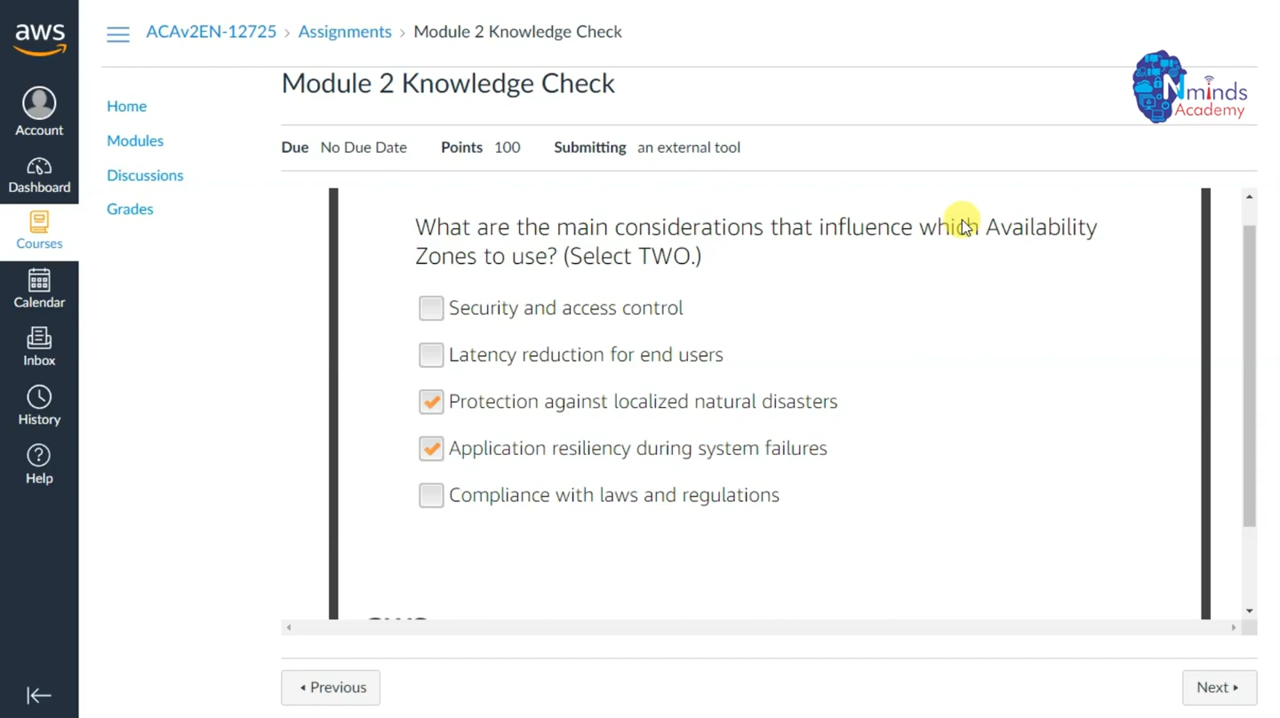 aws
ACAv2EN-12725 › Assignments › Module 2 Knowledge Check
Nminds
Academy
Module 2 Knowledge Check
Account
Dashboard
Courses
Calendar
Inbox
History
Help
Home
Modules
Discussions
Grades
Due No Due Date Points 100 Submitting an external tool
What are the main considerations that influence which Availability
Zones to use? (Select TWO.)
Security and access control
Latency reduction for end users
Protection against localized natural disasters
Application resiliency during system failures
Compliance with laws and regulations
Previous
Next